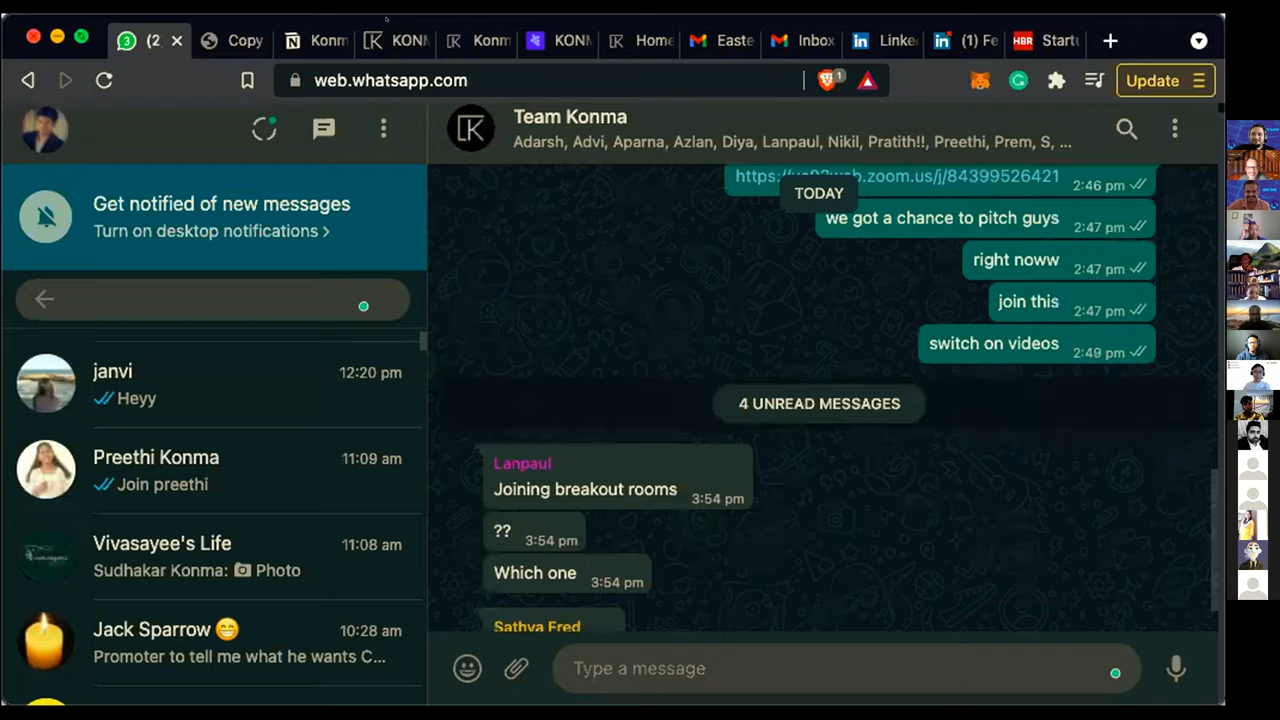 (2
Copy
Konm
KONN
Konm
KONN
Home
Easte
Inbox
Linke
(1) Fe
HBR
Startu
web.whatsapp.com
1
Update
Team Konma
Adarsh, Advi, Aparna, Azlan, Diya, Lanpaul, Nikil, Pratith!!, Preethi, Prem, S, ...
Get notified of new messages
Turn on desktop notifications >
janvi
12:20 pm
Heyy
Preethi Konma
11:09 am
Join preethi
Vivasayee's Life
11:08 am
Sudhakar Konma: Photo
Jack Sparrow 😁
10:28 am
Promoter to tell me what he wants C...
2:46 pm
TODAY
we got a chance to pitch guys
2:47 pm
right noww
2:47 pm
join this
2:47 pm
switch on videos
4 UNREAD MESSAGES
Lanpaul
Joining breakout rooms
3:54 pm
??
3:54 pm
Which one
3:54 pm
Sathya Fred
Type a message